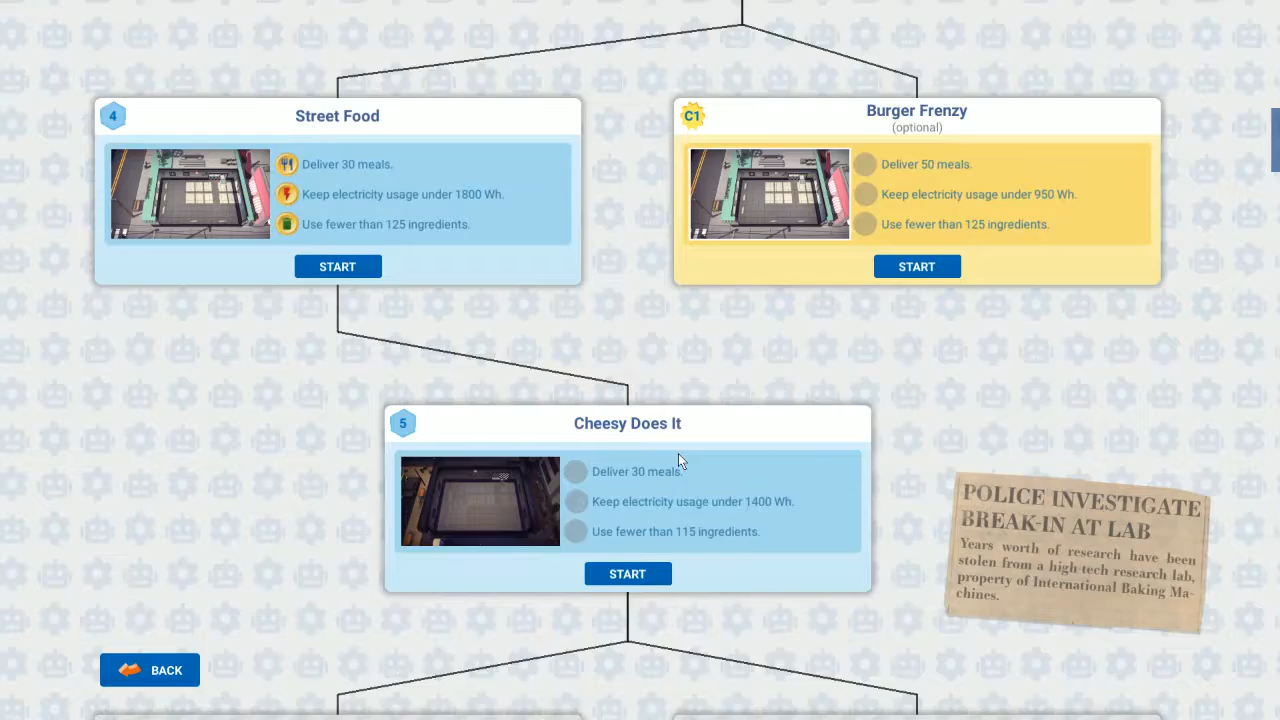 4
Street Food
Deliver 30 meals.
Keep electricity usage under 1800 Wh.
Use fewer than 125 ingredients.
START
C1
Burger Frenzy
(optional)
Deliver 50 meals.
Keep electricity usage under 950 Wh.
Use fewer than 125 ingredients.
START
5
Cheesy Does It
Deliver 30 meals.
Keep electricity usage under 1400 Wh.
Use fewer than 115 ingredients.
START
POLICE INVESTIGATE
BREAK-IN AT LAB
Years worth of research have been
stolen from a high-tech research lab,
property of International Baking Ma-
chines.
BACK